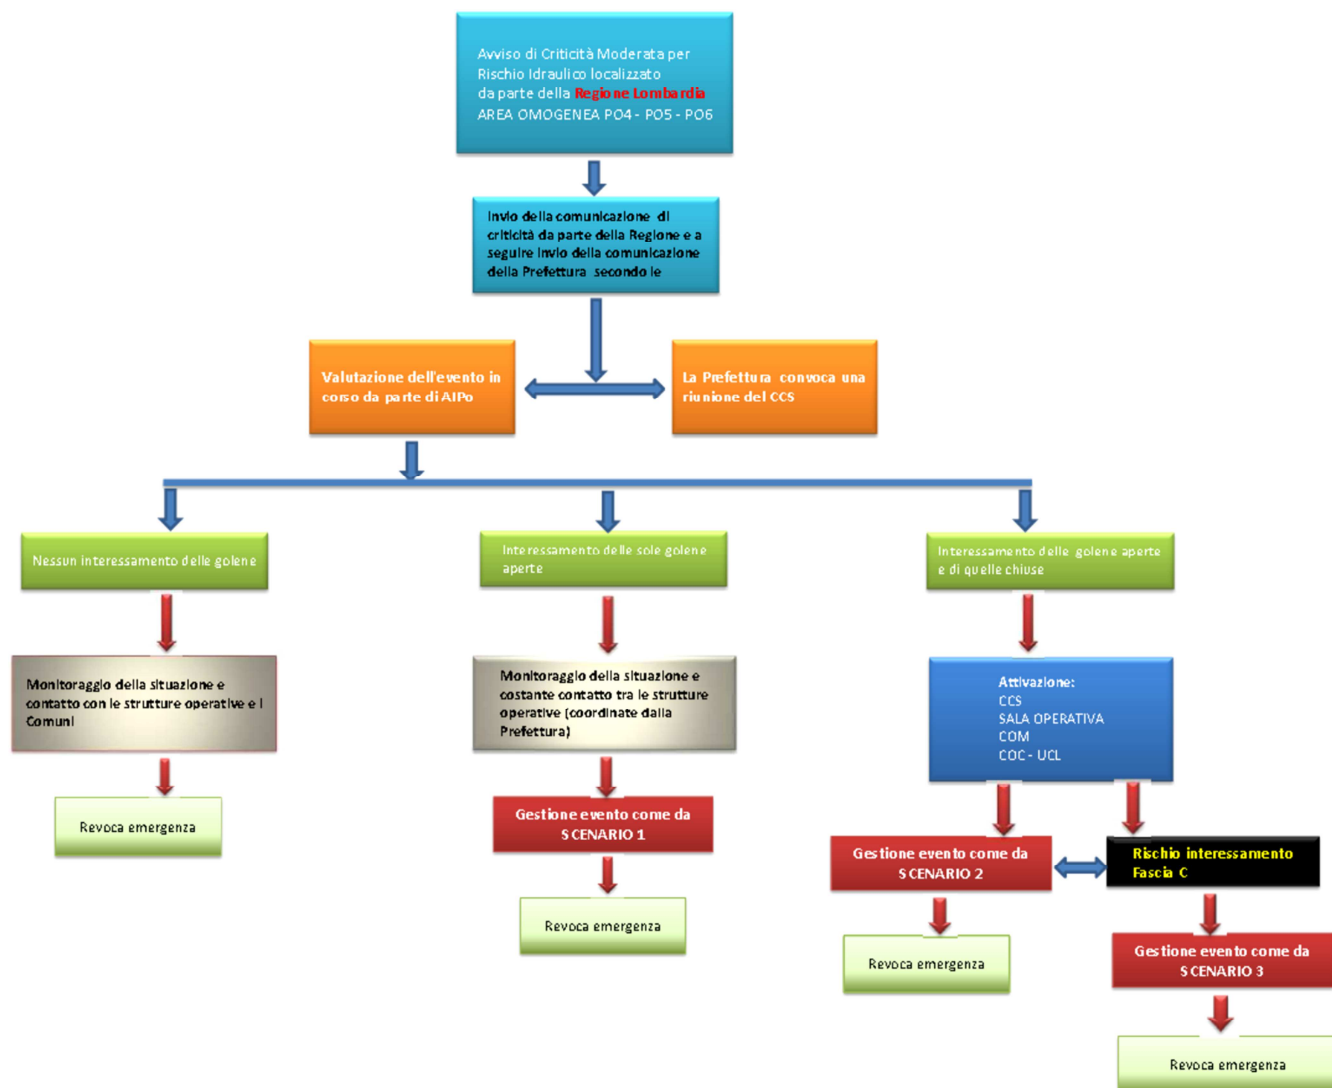 Avviso di Criticità Moderata per
Rischio Idraulico localizzato
da parte della Regione Lombardia
AREA OMOGENEA PO4 - PO5 - PO6
Invio della comunicazione di
criticità da parte della Regione e a
seguire invio della comunicazione
della Prefettura secondo le
Valutazione dell'evento in
corso da parte di AIPo
La Prefettura convoca una
riunione del CCS
Nessun interessamento delle golene
Interessamento delle sole golene
aperte
Interessamento delle golene aperte
e di quelle chiuse
Monitoraggio della situazione e
contatto con le strutture operative e i
Comuni
Monitoraggio della situazione e
costante contatto tra le strutture
operative (coordinate dalla
Prefettura)
Attivazione:
CCS
SALA OPERATIVA
COM
COC - UCL
Revoca emergenza
Gestione evento come da
SCENARIO 1
Gestione evento come da
SCENARIO 2
Rischio interessamento
Fascia C
Revoca emergenza
Revoca emergenza
Gestione evento come da
SCENARIO 3
Revoca emergenza